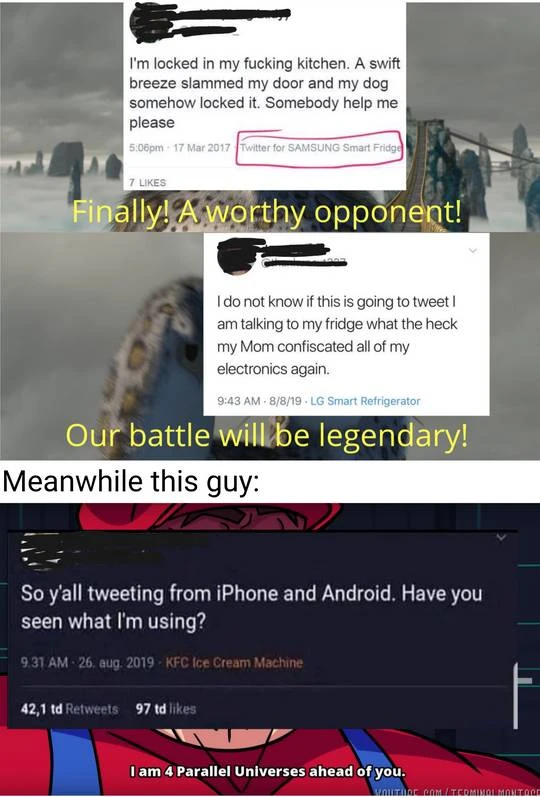 I'm locked in my fucking kitchen. A swift
breeze slammed my door and my dog
somehow locked it. Somebody help me
please
5:06pm · 17 Mar 2017 Twitter for SAMSUNG Smart Fridge
7 LIKES
Finally! A worthy opponent!
I do not know if this is going to tweet I
am talking to my fridge what the heck
my Mom confiscated all of my
electronics again.
9:43 AM · 8/8/19 · LG Smart Refrigerator
Our battle will be legendary!
Meanwhile this guy:
So y'all tweeting from iPhone and Android. Have you
seen what I'm using?
9.31 AM · 26. aug. 2019 · KFC Ice Cream Machine
42,1 td Retweets 97 td likes
I am 4 Parallel Universes ahead of you.
YOUTUBE.COM/TERMINALMONTAGE